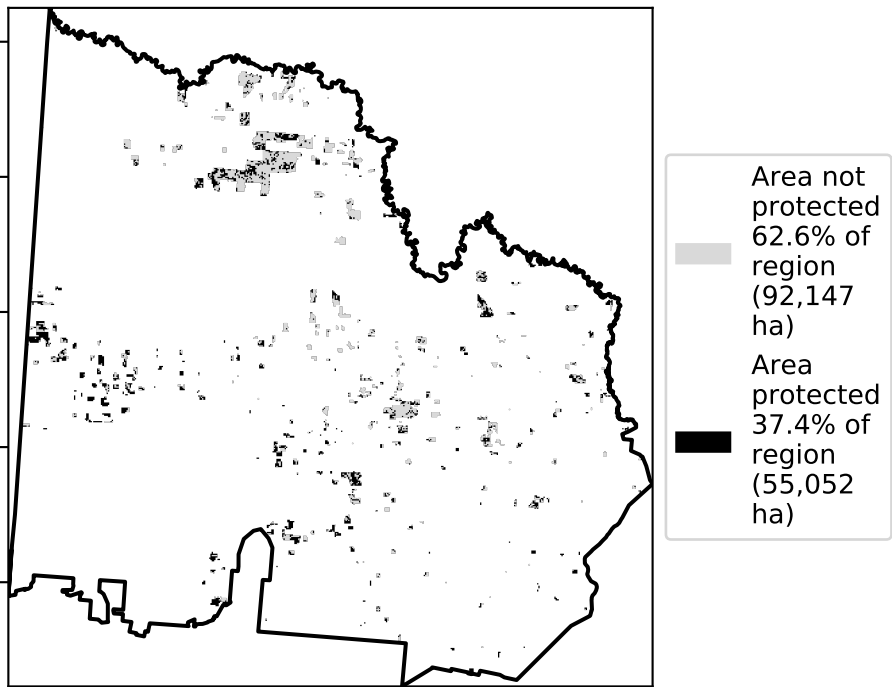 Area not
protected
62.6% of
region
(92,147
ha)
Area
protected
37.4% of
region
(55,052
ha)